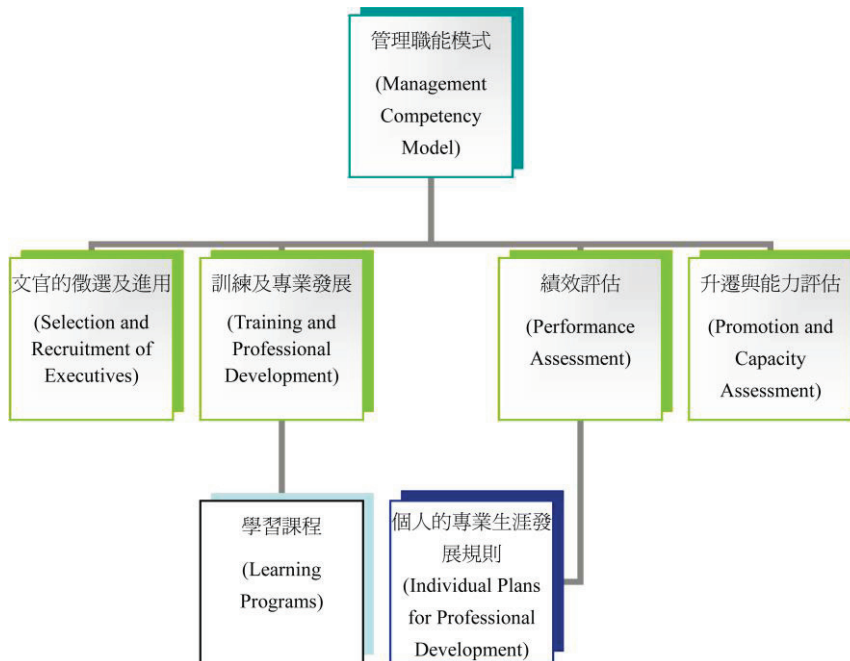 管理職能模式
(Management
Competency
Model)
文官的徵選及進用
(Selection and
Recruitment of
Executives)
訓練及專業發展
(Training and
Professional
Development)
績效評估
(Performance
Assessment)
升遷與能力評估
(Promotion and
Capacity
Assessment)
學習課程
(Learning
Programs)
個人的專業生涯發
展規則
(Individual Plans
for Professional
Development)